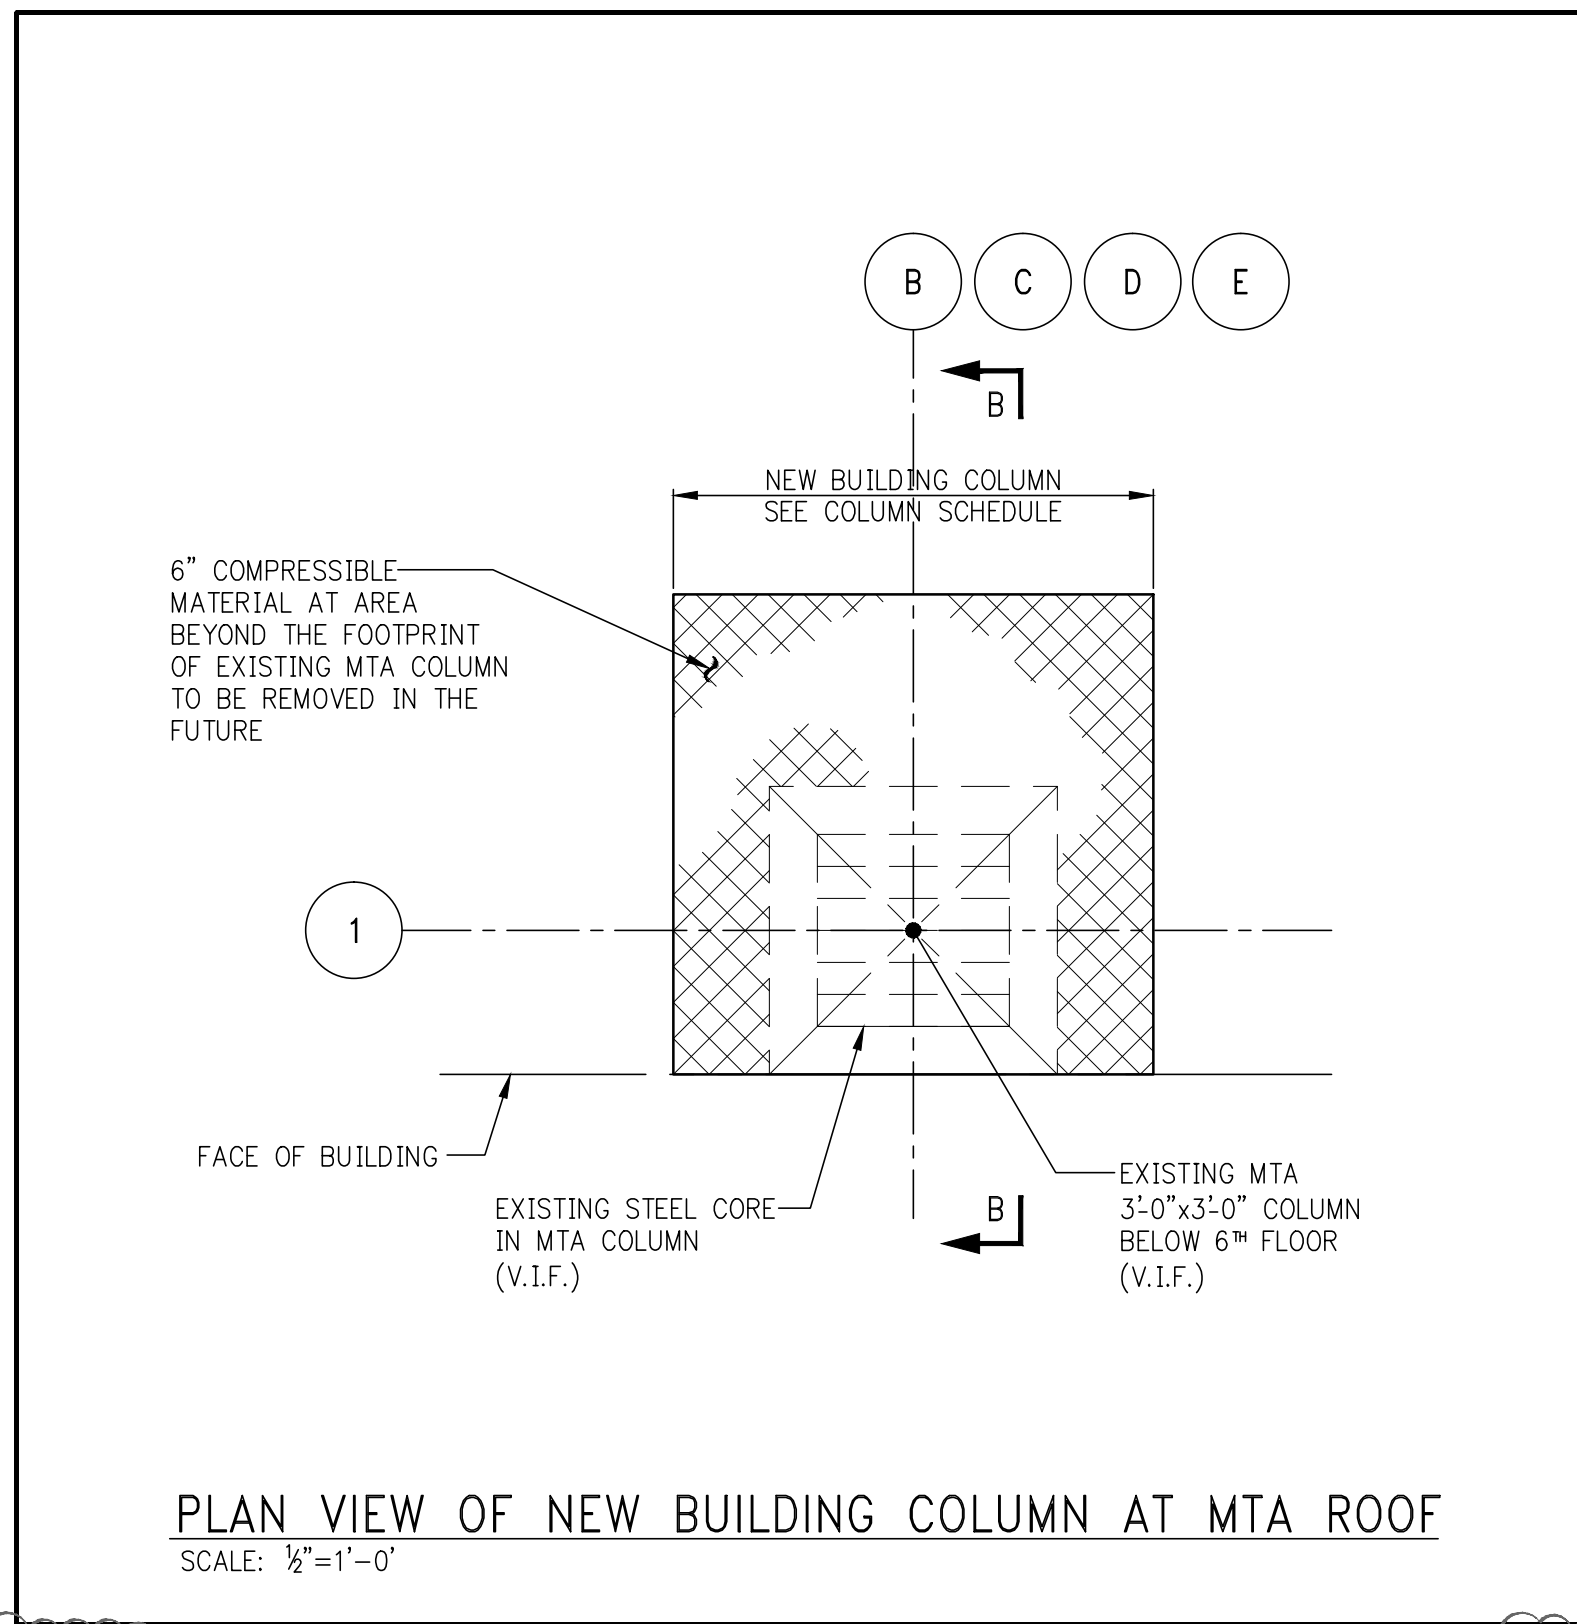 B C D E
B
NEW BUILDING COLUMN
SEE COLUMN SCHEDULE
6" COMPRESSIBLE
MATERIAL AT AREA
BEYOND THE FOOTPRINT
OF EXISTING MTA COLUMN
TO BE REMOVED IN THE
FUTURE
1
FACE OF BUILDING
EXISTING STEEL CORE
IN MTA COLUMN
(V.I.F.)
B
EXISTING MTA
3'-0"x3'-0" COLUMN
BELOW 6TH FLOOR
(V.I.F.)
PLAN VIEW OF NEW BUILDING COLUMN AT MTA ROOF
SCALE: ½"=1'-0'